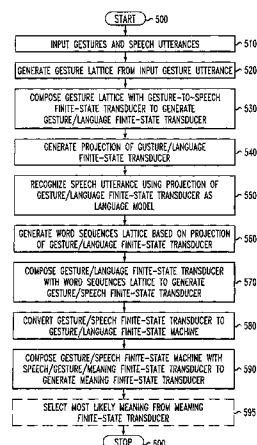 START 500
INPUT GESTURES AND SPEECH UTTERANCES 510
GENERATE GESTURE LATTICE FROM INPUT GESTURE UTTERANCE 520
COMPOSE GESTURE LATTICE WITH GESTURE-TO-SPEECH
FINITE-STATE TRANSDUCER TO GENERATE 530
GESTURE/LANGUAGE FINITE-STATE TRANSDUCER
GENERATE PROJECTION OF GUSTURE/LANGUAGE 540
FINITE-STATE TRANSDUCER
RECOGNIZE SPEECH UTTERANCE USING PROJECTION OF
GESTURE/LANGUAGE FINITE-STATE TRANSDUCER AS 550
LANGUAGE MODEL
GENERATE WORD SEQUENCES LATTICE BASED ON PROJECTION 560
OF GESTURE/LANGUAGE FINITE-STATE TRANSDUCER
COMPOSE GESTURE/LANGUAGE FINITE-STATE TRANSDUCER
WITH WORD SEQUENCES LATTICE TO GENERATE 570
GESTURE/SPEECH FINITE-STATE TRANSDUCER
CONVERT GESTURE/SPEECH FINITE-STATE TRANSDUCER TO 580
GESTURE/LANGUAGE FINITE-STATE MACHINE
COMPOSE GESTURE/SPEECH FINITE-STATE MACHINE WITH
SPEECH/GESTURE/MEANING FINITE-STATE TRANSDUCER TO 590
GENERATE MEANING FINITE-STATE TRANSDUCER
SELECT MOST LIKELY MEANING FROM MEANING 595
FINITE-STATE TRANSDUCER
STOP 600